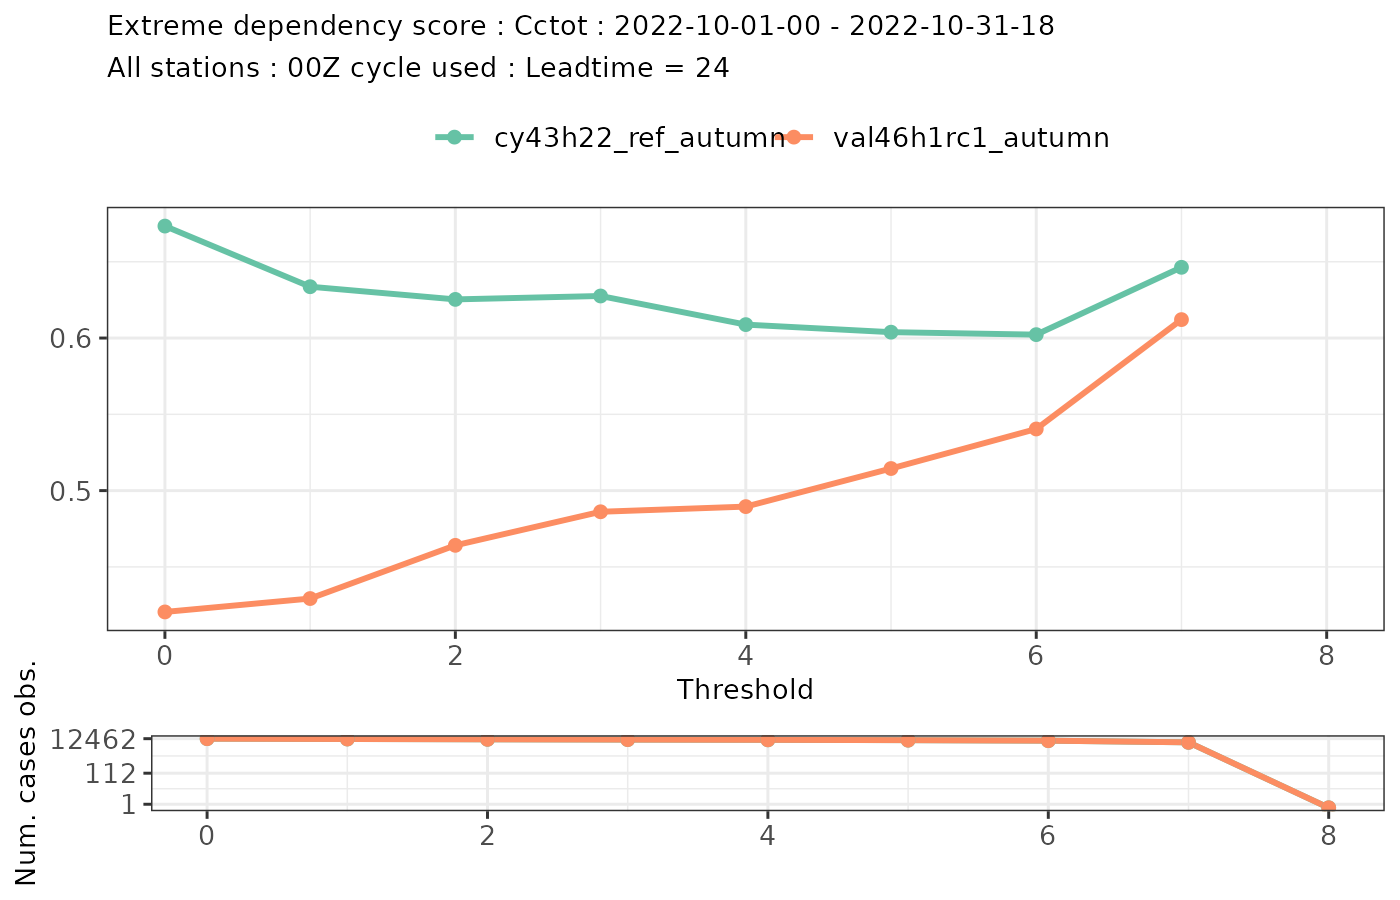 Extreme dependency score : Cctot : 2022-10-01-00 - 2022-10-31-18
All stations : 00Z cycle used : Leadtime = 24
cy43h22_ref_autumn val46h1rc1_autumn
0.6
0.5
0 2 4 6 8
Threshold
Num. cases obs.
12462
112
1
0 2 4 6 8